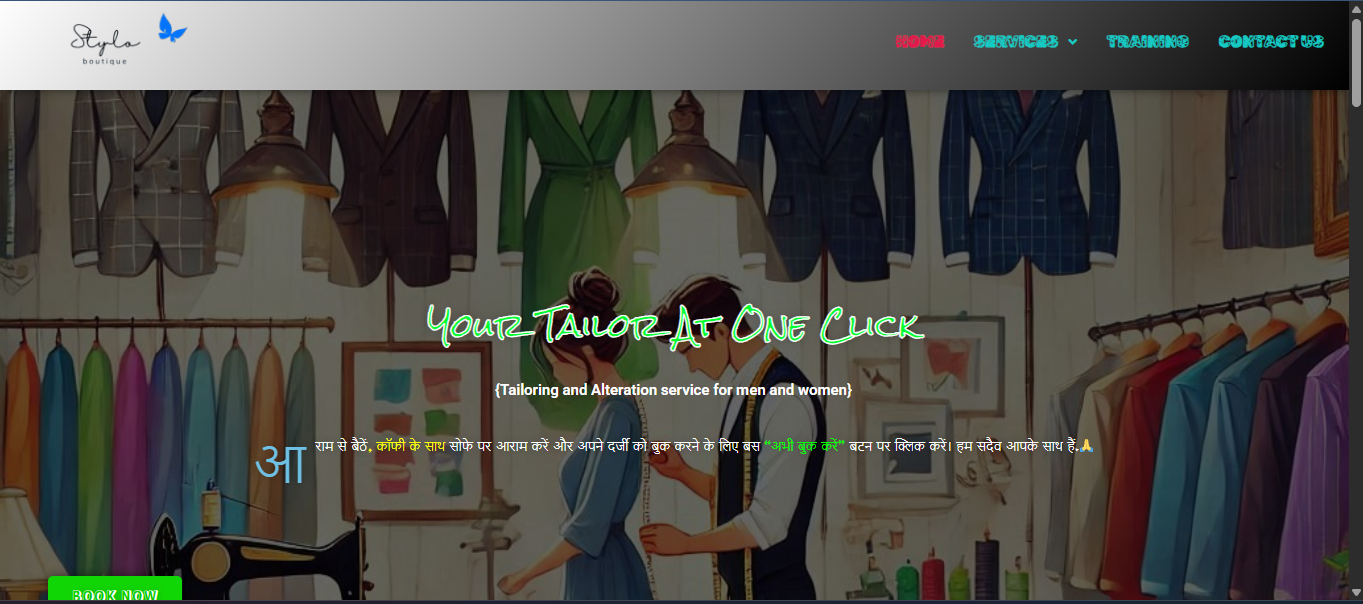 Stylo
boutique
HOME SERVICES TRAINING CONTACT US
Your Tailor At One Click
{Tailoring and Alteration service for men and women}
आराम से बैठें, कॉफी के साथ सोफे पर आराम करें और अपने दर्जी को बुक करने के लिए बस “अभी बुक करें” बटन पर क्लिक करें। हम सदैव आपके साथ हैं.🙏
BOOK NOW